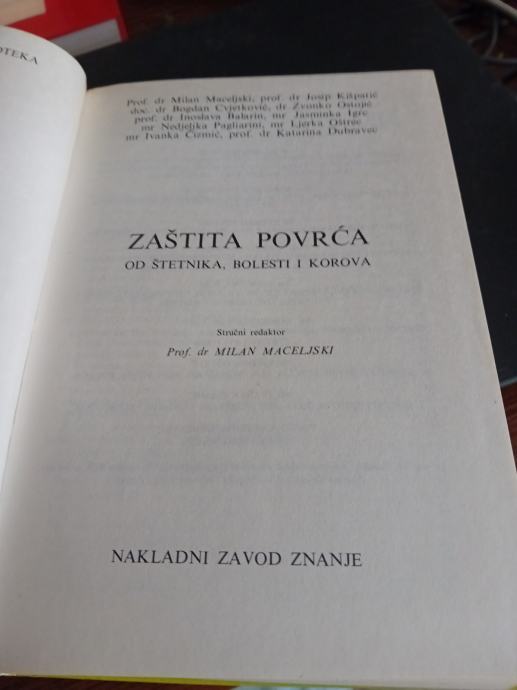 OTEKA
Prof. dr Milan Maceljski, prof. dr Josip Kišpatić
doc. dr Bogdan Cvjetković, dr Zvonko Ostojić
prof. dr Inoslava Balarin, mr Jasminka Igrc
mr Nedjeljka Pagliarini, mr Ljerka Oštrec
mr Ivanka Čizmić, prof. dr Katarina Dubravec
ZAŠTITA POVRĆA
OD ŠTETNIKA, BOLESTI I KOROVA
Stručni redaktor
Prof. dr MILAN MACELJSKI
NAKLADNI ZAVOD ZNANJE